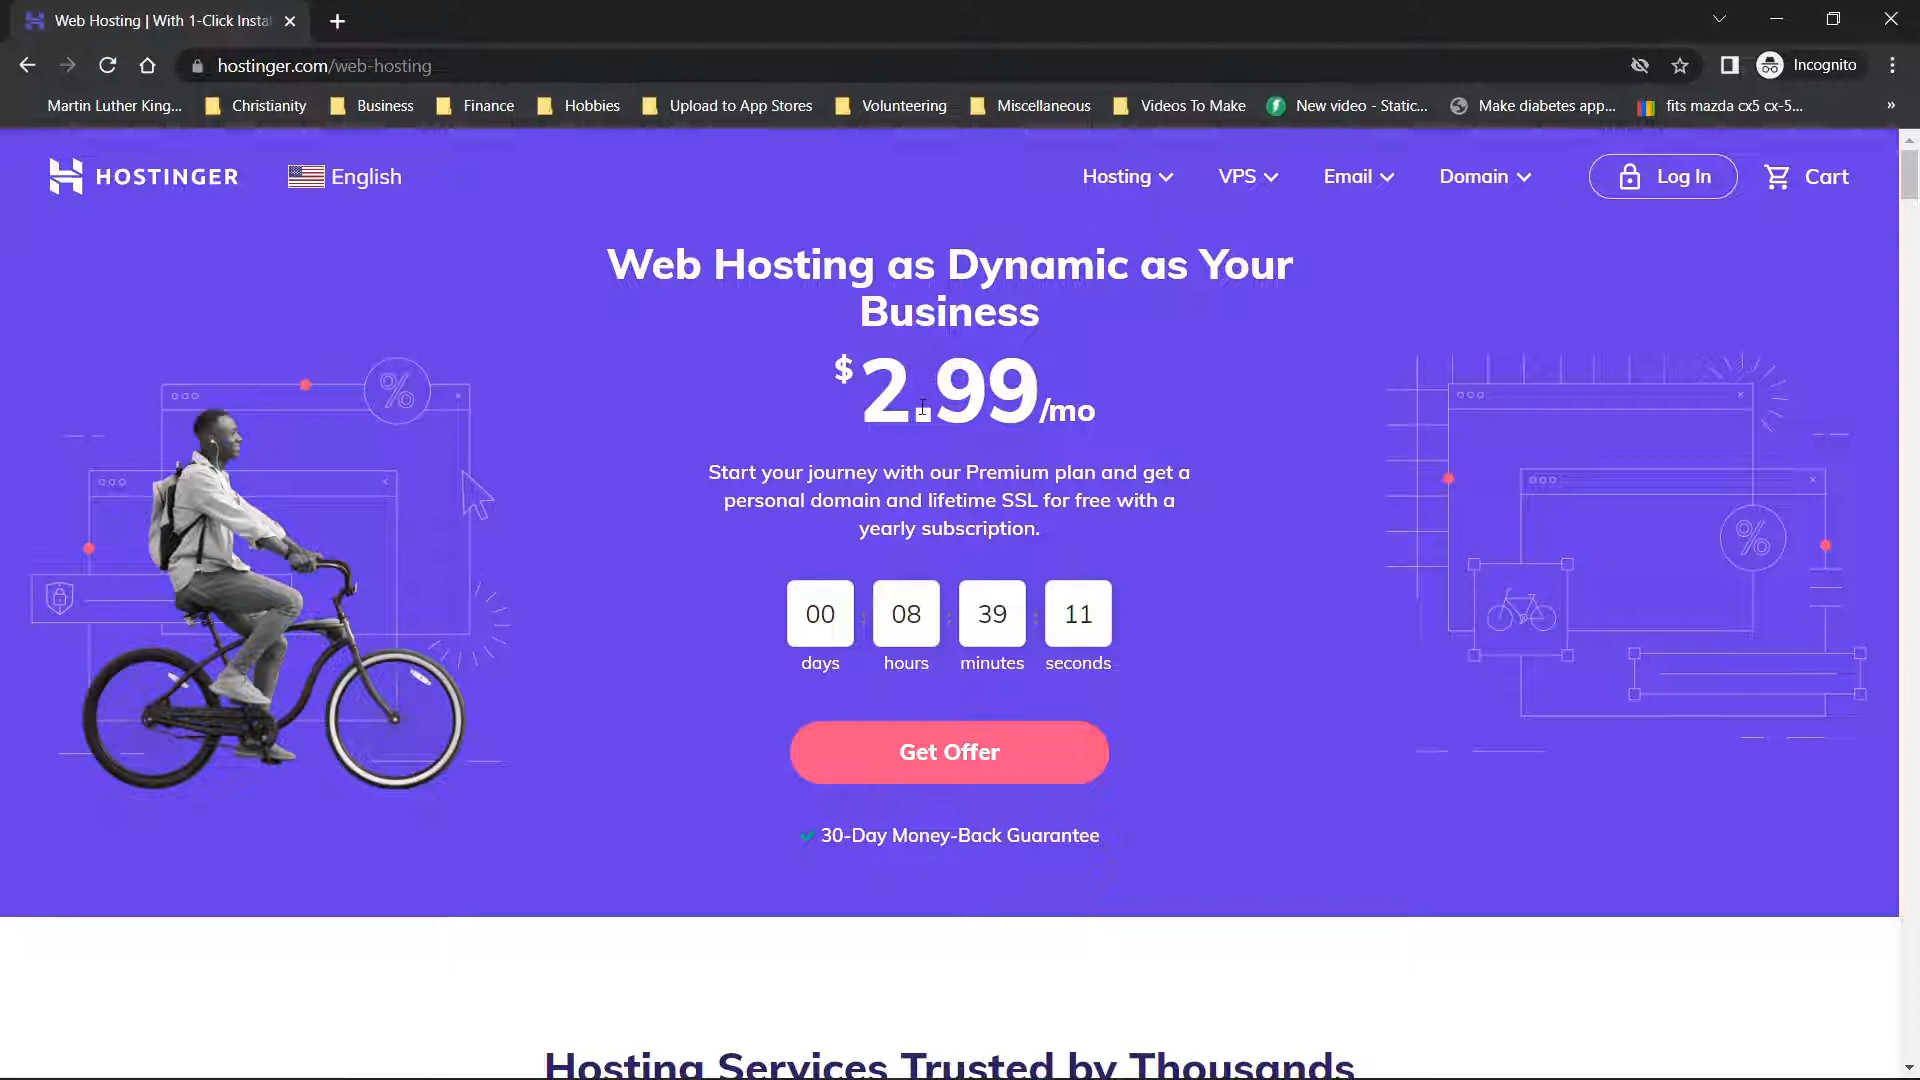 Web Hosting | With 1-Click Insta
hostinger.com/web-hosting
Incognito
Martin Luther King...
Christianity
Business
Finance
Hobbies
Upload to App Stores
Volunteering
Miscellaneous
Videos To Make
New video - Static...
Make diabetes app...
fits mazda cx5 cx-5...
»
HOSTINGER
English
Hosting
VPS
Email
Domain
Log In
Cart
Web Hosting as Dynamic as Your
Business
$2.99/mo
Start your journey with our Premium plan and get a
personal domain and lifetime SSL for free with a
yearly subscription.
00 : 08 : 39 : 11
days hours minutes seconds
Get Offer
30-Day Money-Back Guarantee
%
%
Hosting Services Trusted by Thousands